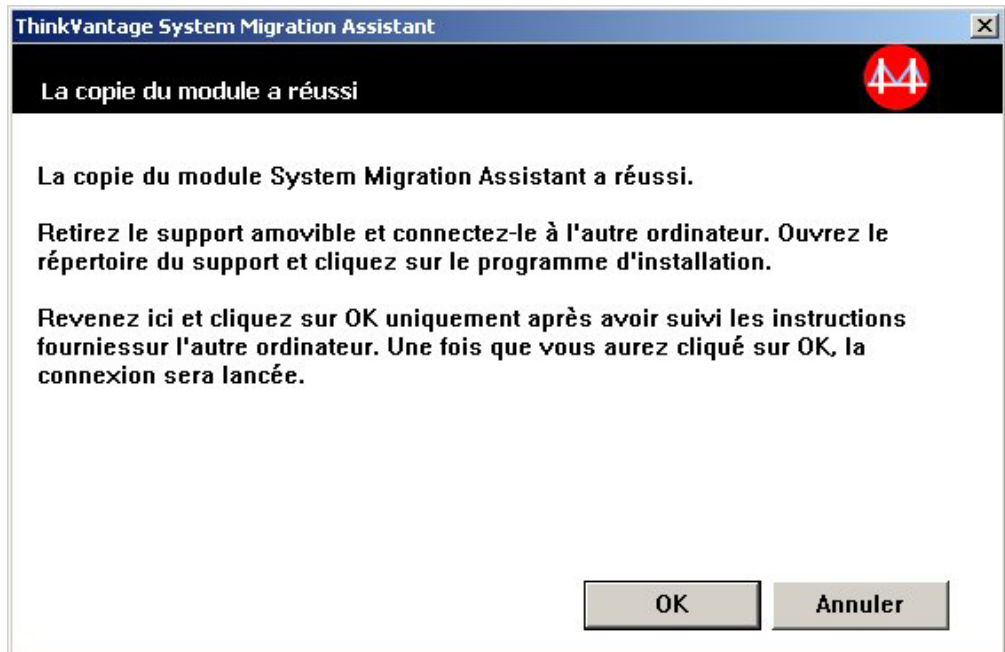 ThinkVantage System Migration Assistant
La copie du module a réussi
La copie du module System Migration Assistant a réussi.
Retirez le support amovible et connectez-le à l'autre ordinateur. Ouvrez le
répertoire du support et cliquez sur le programme d'installation.
Revenez ici et cliquez sur OK uniquement après avoir suivi les instructions
fourniessur l'autre ordinateur. Une fois que vous aurez cliqué sur OK, la
connexion sera lancée.
OK
Annuler